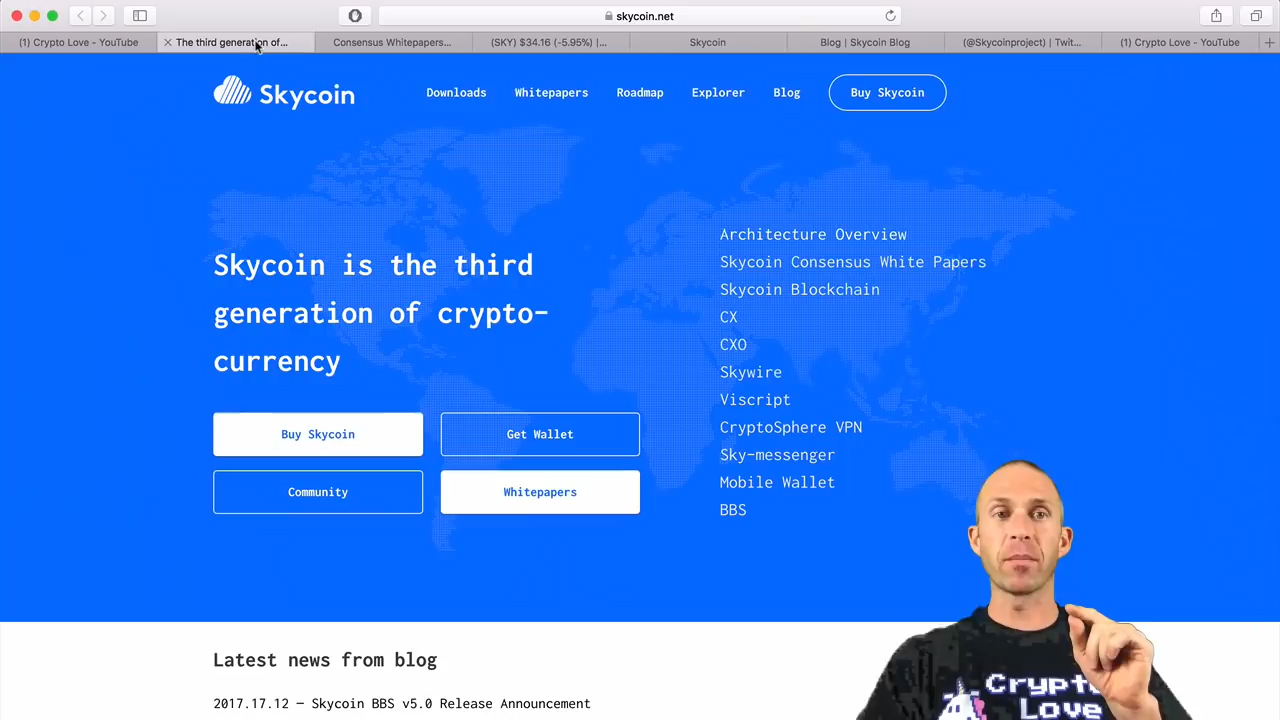 skycoin.net
(1) Crypto Love - YouTube
The third generation of...
Consensus Whitepapers...
(SKY) $34.16 (-5.95%) |...
Skycoin
Blog | Skycoin Blog
(@Skycoinproject) | Twit...
(1) Crypto Love - YouTube
Skycoin
Downloads
Whitepapers
Roadmap
Explorer
Blog
Buy Skycoin
Skycoin is the third
generation of crypto-
currency
Buy Skycoin
Get Wallet
Community
Whitepapers
Architecture Overview
Skycoin Consensus White Papers
Skycoin Blockchain
CX
CXO
Skywire
Viscript
CryptoSphere VPN
Sky-messenger
Mobile Wallet
BBS
Latest news from blog
2017.17.12 — Skycoin BBS v5.0 Release Announcement
Crypt
Love